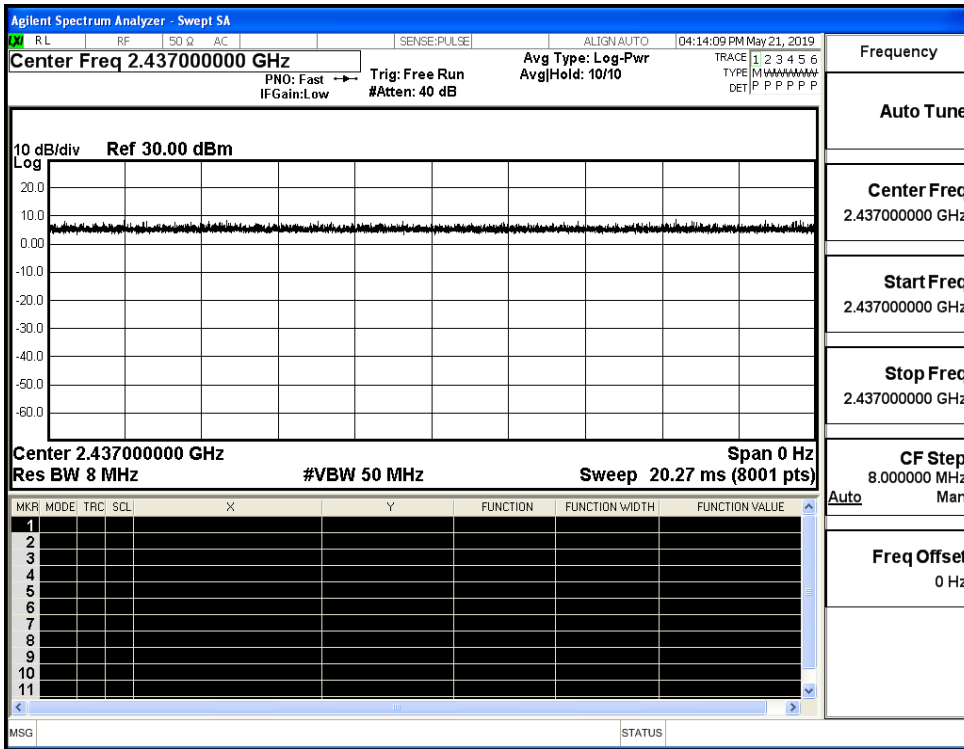 Agilent Spectrum Analyzer - Swept SA
LXI RL RF 50 Ω AC SENSE:PULSE ALIGN AUTO 04:14:09 PM May 21, 2019
Center Freq 2.437000000 GHz
PNO: Fast
IFGain:Low
Trig: Free Run
#Atten: 40 dB
Avg Type: Log-Pwr
Avg|Hold: 10/10
TRACE 1 2 3 4 5 6
TYPE M WWWWW
DET P P P P P P
10 dB/div Ref 30.00 dBm
Log
20.0
10.0
0.00
-10.0
-20.0
-30.0
-40.0
-50.0
-60.0
Center 2.437000000 GHz Span 0 Hz
Res BW 8 MHz #VBW 50 MHz Sweep 20.27 ms (8001 pts)
MKR MODE TRC SCL X Y FUNCTION FUNCTION WIDTH FUNCTION VALUE
1
2
3
4
5
6
7
8
9
10
11
MSG STATUS
Frequency
Auto Tune
Center Freq
2.437000000 GHz
Start Freq
2.437000000 GHz
Stop Freq
2.437000000 GHz
CF Step
8.000000 MHz
Auto Man
Freq Offset
0 Hz